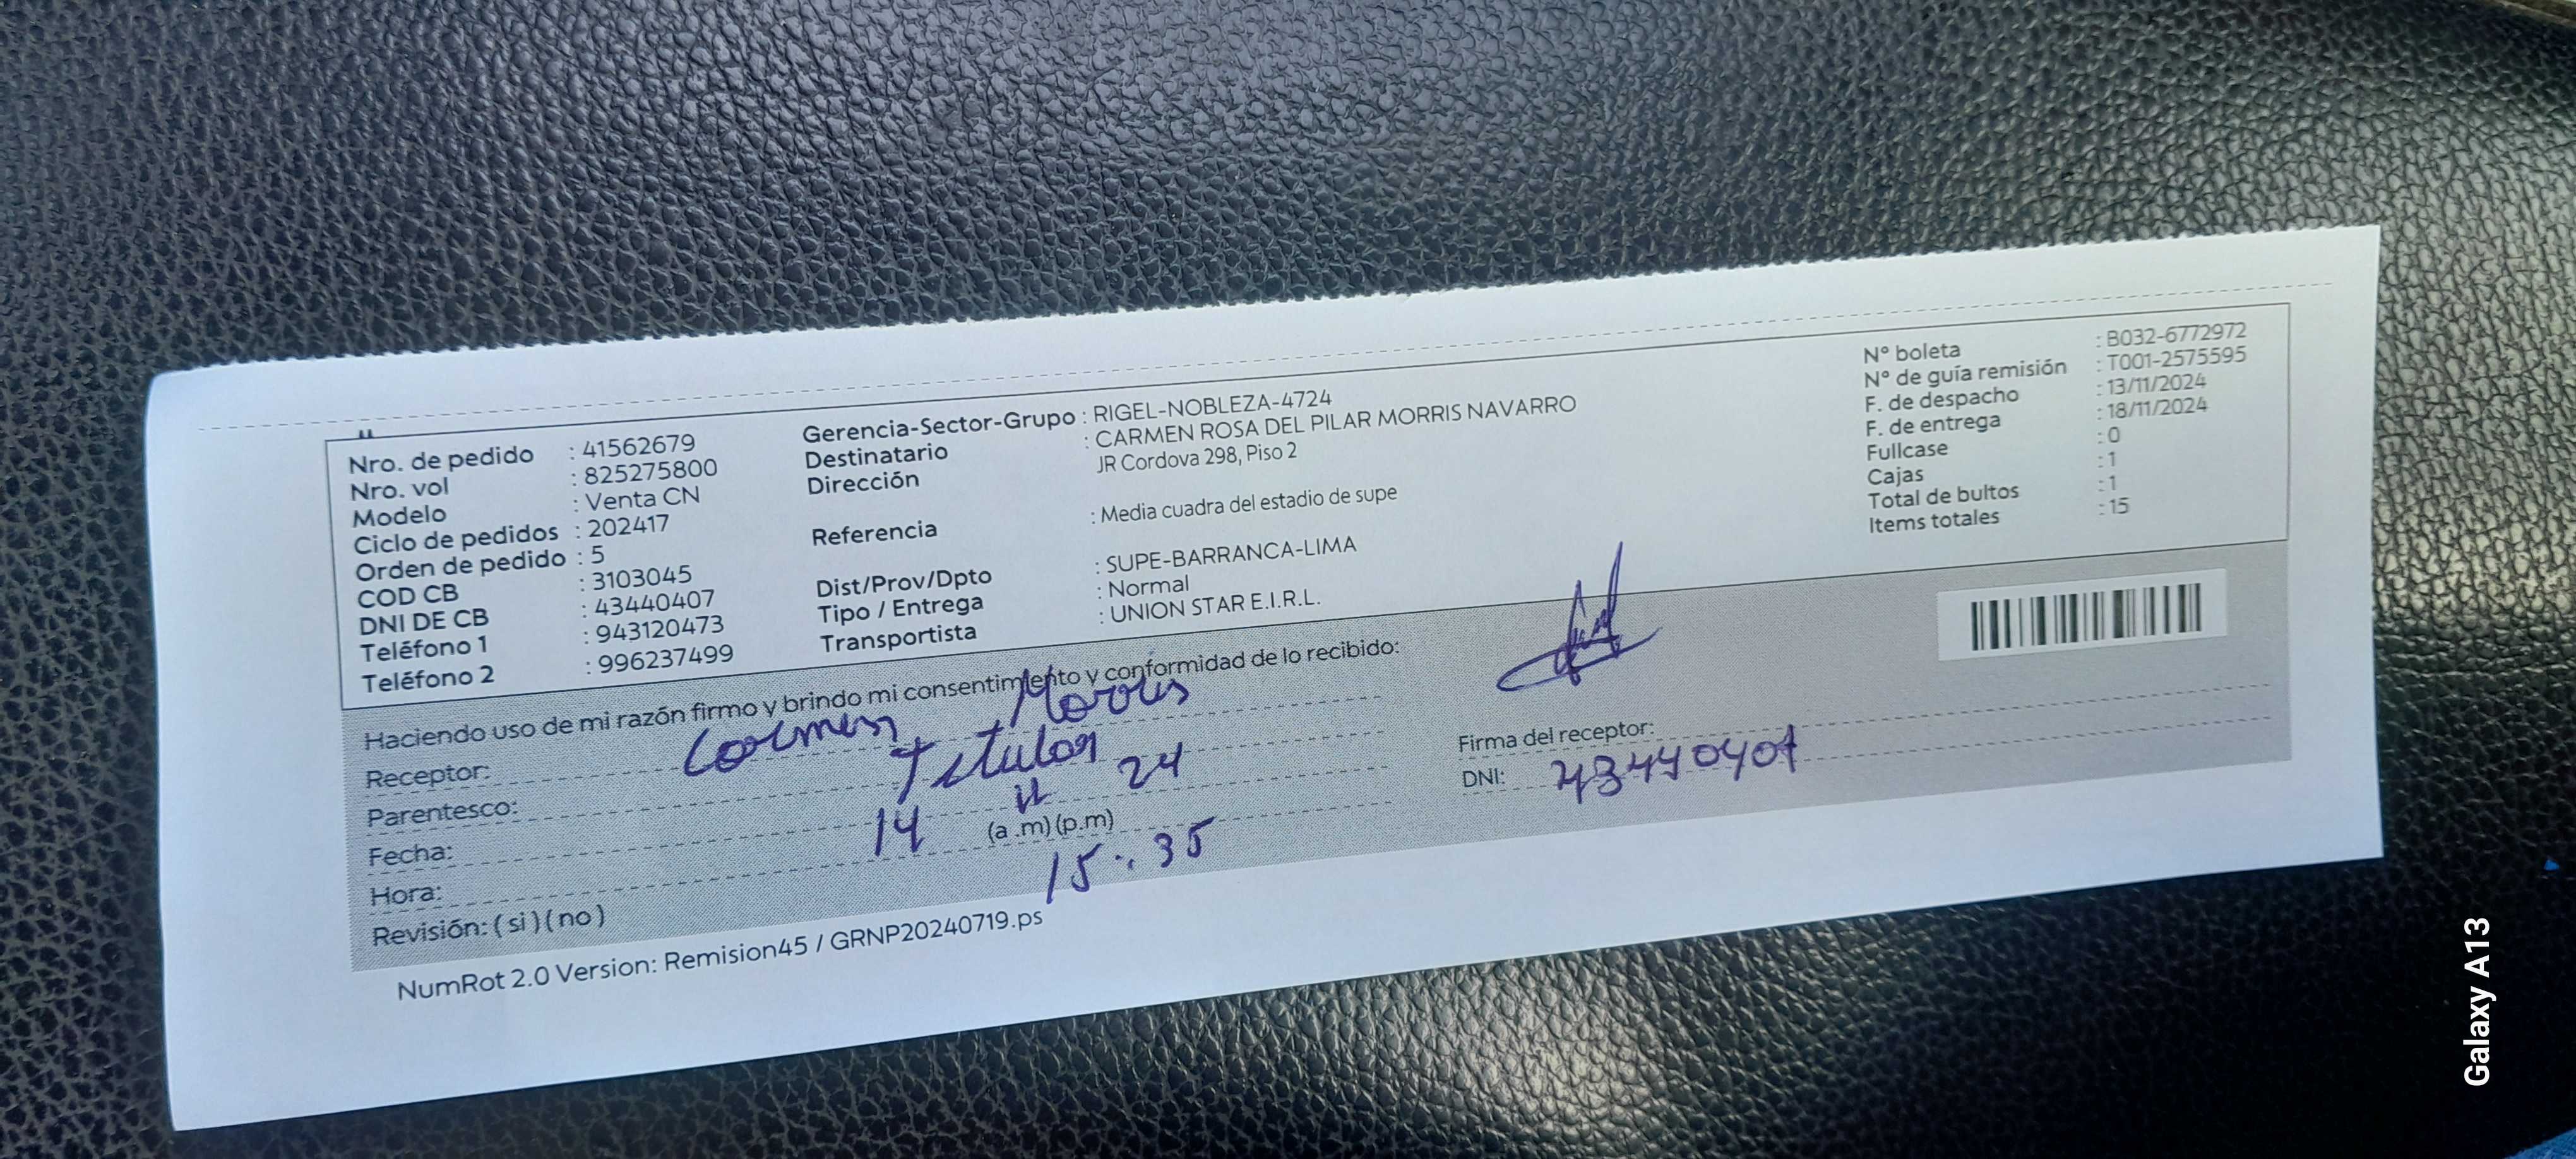 Nro. de pedido : 41562679
Nro. vol : 825275800
Modelo : Venta CN
Ciclo de pedidos : 202417
Orden de pedido : 5
COD CB : 3103045
DNI DE CB : 43440407
Teléfono 1 : 943120473
Teléfono 2 : 996237499
Gerencia-Sector-Grupo : RIGEL-NOBLEZA-4724
Destinatario : CARMEN ROSA DEL PILAR MORRIS NAVARRO
Dirección JR Cordova 298, Piso 2
Referencia : Media cuadra del estadio de supe
Dist/Prov/Dpto : SUPE-BARRANCA-LIMA
Tipo / Entrega : Normal
Transportista : UNION STAR E.I.R.L.
N° boleta : B032-6772972
N° de guía remisión : T001-2575595
F. de despacho : 13/11/2024
F. de entrega : 18/11/2024
Fullcase : 0
Cajas : 1
Total de bultos : 1
Items totales : 15
Haciendo uso de mi razón firmo y brindo mi consentimiento y conformidad de lo recibido:
Receptor: Carmen Morris
Parentesco: Titular
Fecha: 14 11 24
Hora: (a .m) (p.m) 15:35
Revisión: ( si ) ( no )
Firma del receptor:
DNI: 43440407
NumRot 2.0 Version: Remision45 / GRNP20240719.ps
Galaxy A13